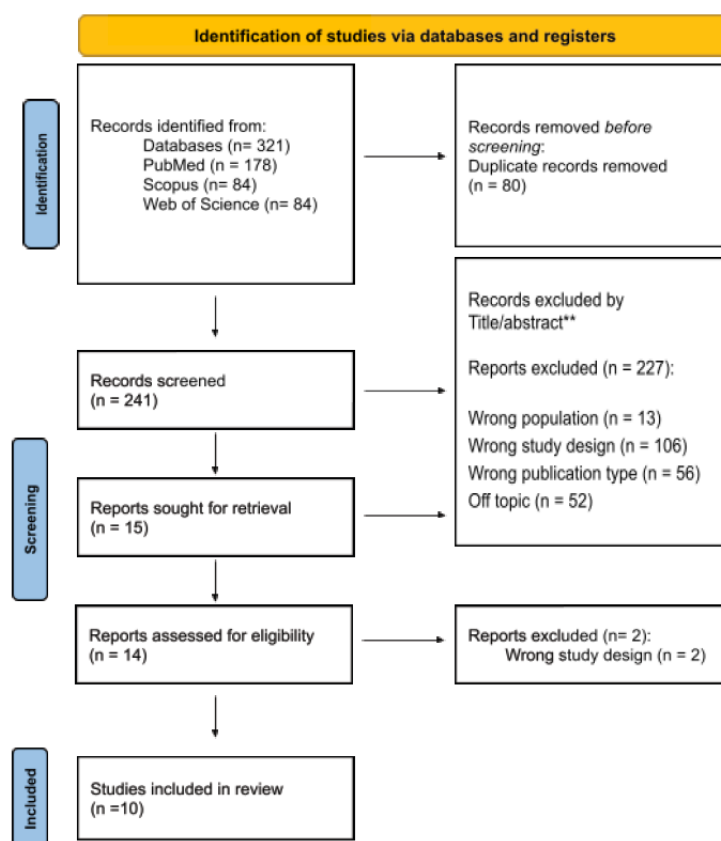 Identification of studies via databases and registers
Identification
Records identified from:
Databases (n= 321)
PubMed (n = 178)
Scopus (n= 84)
Web of Science (n= 84)
Records removed before
screening:
Duplicate records removed
(n = 80)
Records excluded by
Title/abstract**
Reports excluded (n = 227):
Wrong population (n = 13)
Wrong study design (n = 106)
Wrong publication type (n = 56)
Off topic (n = 52)
Screening
Records screened
(n = 241)
Reports sought for retrieval
(n = 15)
Reports assessed for eligibility
(n = 14)
Reports excluded (n= 2):
Wrong study design (n = 2)
Included
Studies included in review
(n =10)